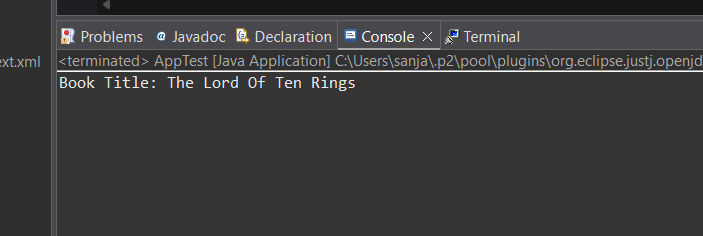 Problems @ Javadoc Declaration Console Terminal
ext.xml
<terminated> AppTest [Java Application] C:\Users\sanja\.p2\pool\plugins\org.eclipse.justj.openjd
Book Title: The Lord Of Ten Rings